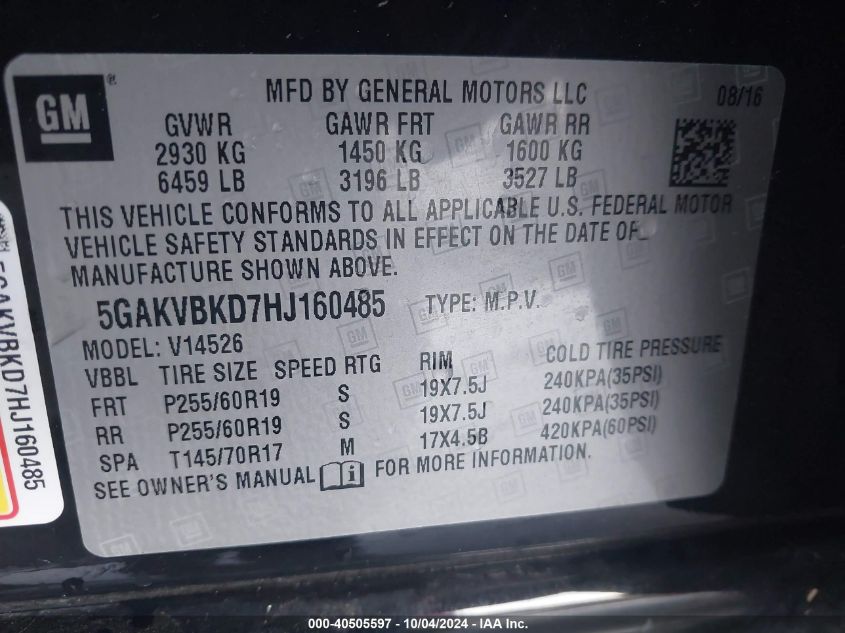 GM ®
MFD BY GENERAL MOTORS LLC 08/16
GVWR GAWR FRT GAWR RR
2930 KG 1450 KG 1600 KG
6459 LB 3196 LB 3527 LB
THIS VEHICLE CONFORMS TO ALL APPLICABLE U.S. FEDERAL MOTOR
VEHICLE SAFETY STANDARDS IN EFFECT ON THE DATE OF
MANUFACTURE SHOWN ABOVE.
5GAKVBKD7HJ160485 TYPE: M.P.V.
MODEL: V14526
VBBL TIRE SIZE SPEED RTG RIM COLD TIRE PRESSURE
FRT P255/60R19 S 19X7.5J 240KPA(35PSI)
RR P255/60R19 S 19X7.5J 240KPA(35PSI)
SPA T145/70R17 M 17X4.5B 420KPA(60PSI)
SEE OWNER'S MANUAL i FOR MORE INFORMATION.
5GAKVBKD7HJ160485
000-40505597 - 10/04/2024 - IAA Inc.